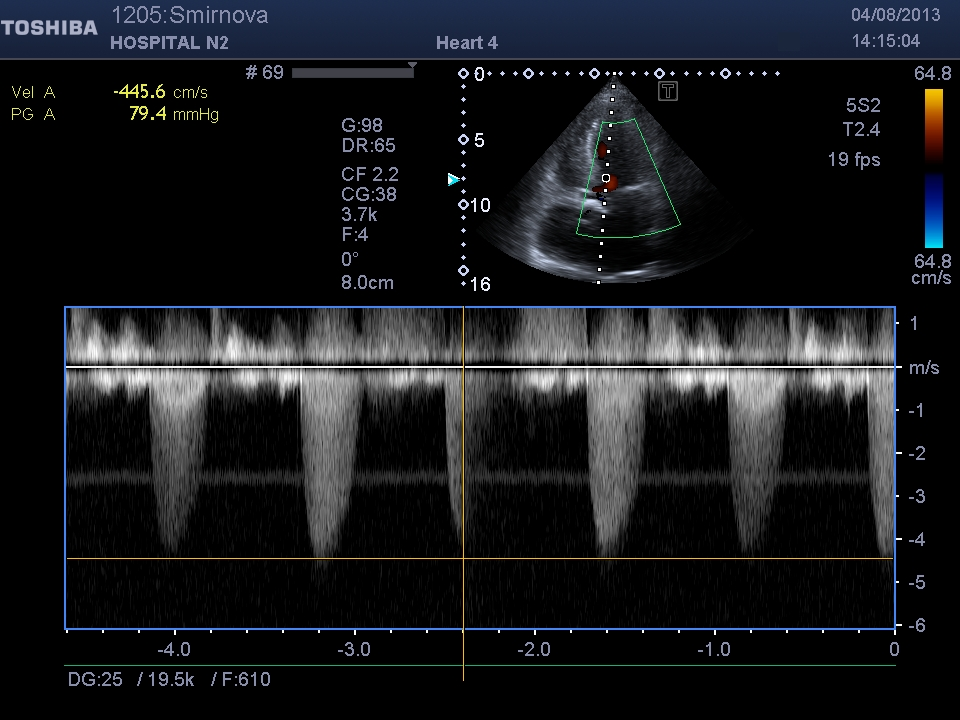 TOSHIBA
1205:Smirnova
HOSPITAL N2
Heart 4
04/08/2013
14:15:04
Vel A -445.6 cm/s
PG A 79.4 mmHg
# 69
G:98
DR:65
CF 2.2
CG:38
3.7k
F:4
0°
8.0cm
0
5
10
16
T
5S2
T2.4
19 fps
64.8
64.8
cm/s
1
m/s
-1
-2
-3
-4
-5
-6
-4.0 -3.0 -2.0 -1.0 0
DG:25 / 19.5k / F:610